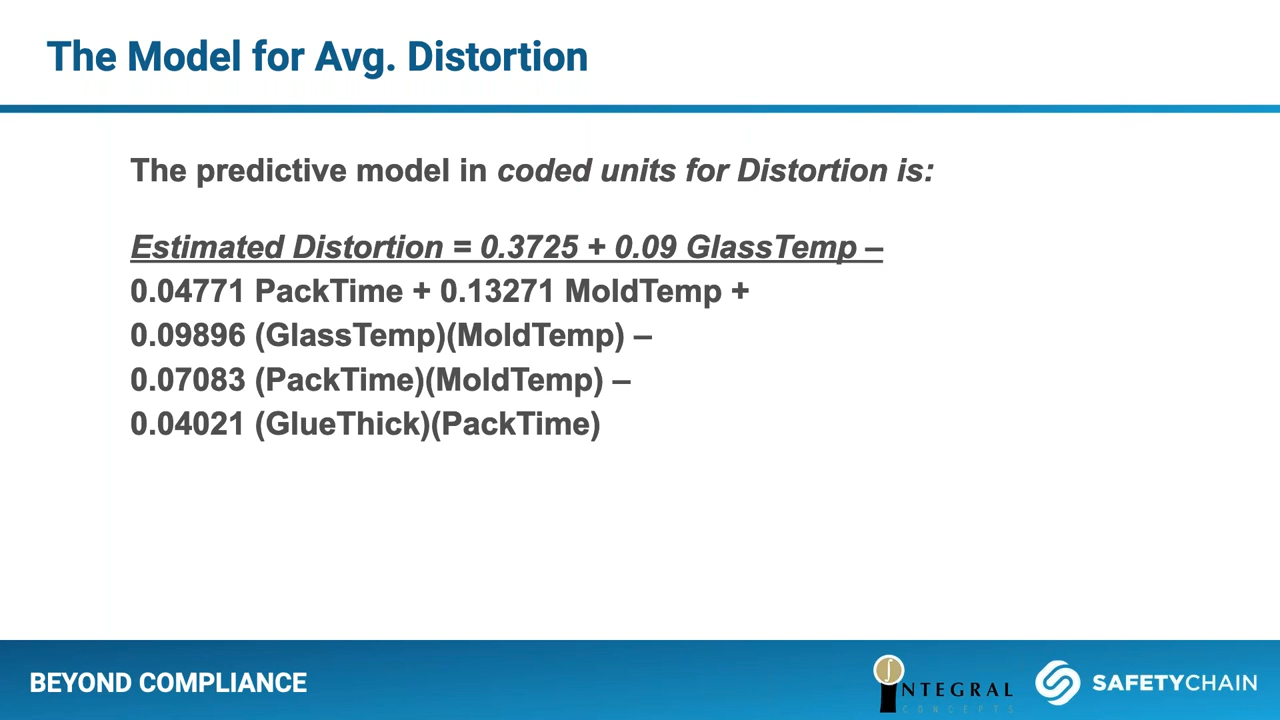 The Model for Avg. Distortion
The predictive model in coded units for Distortion is:
Estimated Distortion = 0.3725 + 0.09 GlassTemp –
0.04771 PackTime + 0.13271 MoldTemp +
0.09896 (GlassTemp)(MoldTemp) –
0.07083 (PackTime)(MoldTemp) –
0.04021 (GlueThick)(PackTime)
BEYOND COMPLIANCE
∫
INTEGRAL
CONCEPTS
SAFETYCHAIN